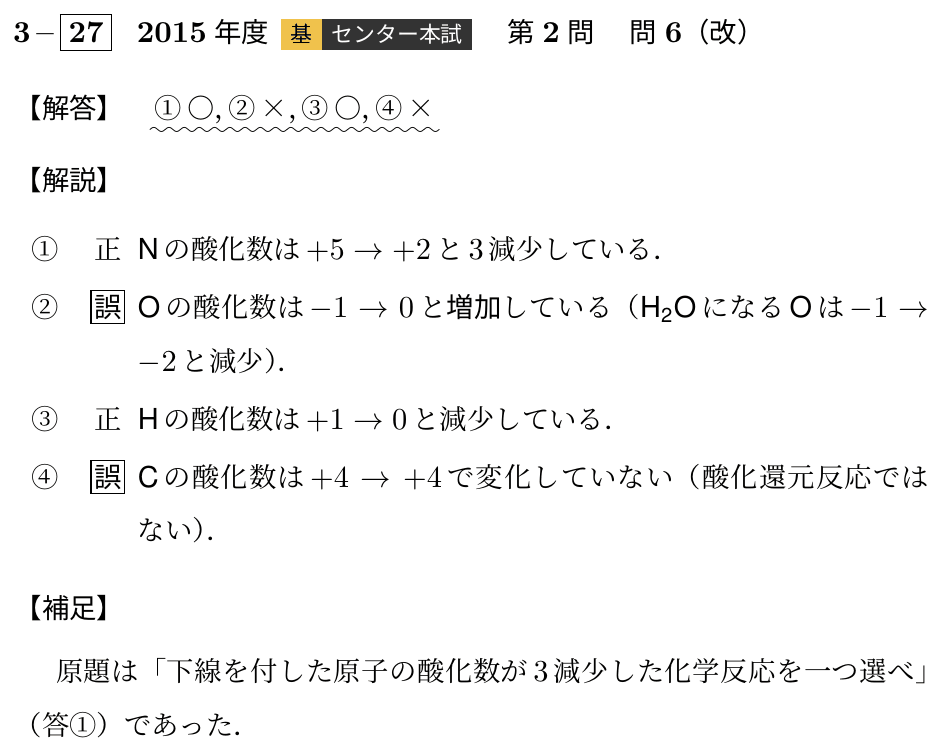 3－27 2015年度 基 センター本試 第2問 問6（改）
【解答】 ①○,②×,③○,④×
【解説】
① 正 Nの酸化数は+5→+2と3減少している.
② 誤 Oの酸化数は−1→0と増加している（H₂OになるOは−1→
−2と減少）.
③ 正 Hの酸化数は+1→0と減少している.
④ 誤 Cの酸化数は+4→+4で変化していない（酸化還元反応では
ない）.
【補足】
原題は「下線を付した原子の酸化数が3減少した化学反応を一つ選べ」
（答①）であった.